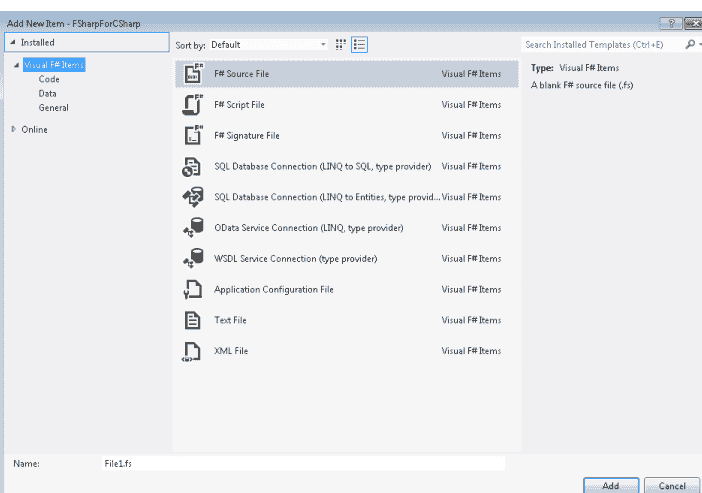 Add New Item - FSharpForCSharp
Installed
Sort by: Default
Search Installed Templates (Ctrl+E)
Visual F# Items
Code
Data
General
Online
F# Source File Visual F# Items
F# Script File Visual F# Items
F# Signature File Visual F# Items
SQL Database Connection (LINQ to SQL, type provider) Visual F# Items
SQL Database Connection (LINQ to Entities, type provid... Visual F# Items
OData Service Connection (LINQ, type provider) Visual F# Items
WSDL Service Connection (type provider) Visual F# Items
Application Configuration File Visual F# Items
Text File Visual F# Items
XML File Visual F# Items
Type: Visual F# Items
A blank F# source file (.fs)
Name: File1.fs
Add Cancel